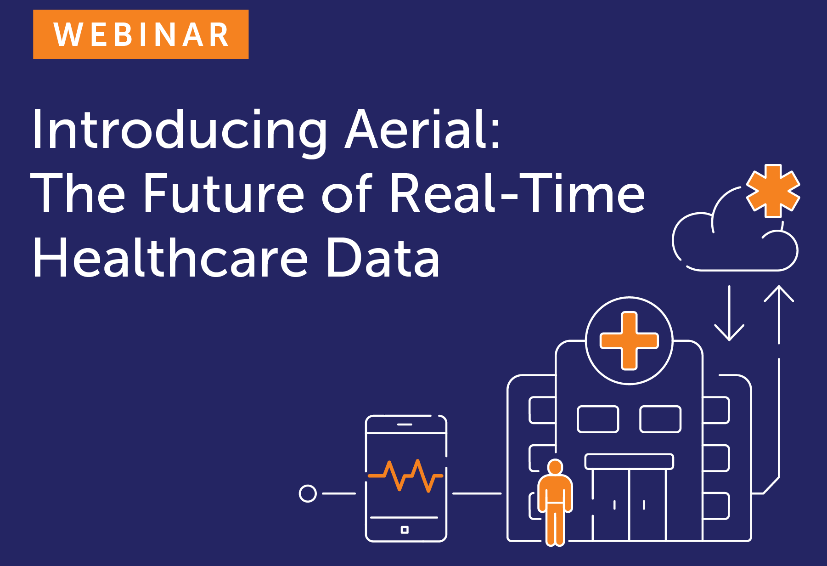 WEBINAR
Introducing Aerial:
The Future of Real-Time
Healthcare Data